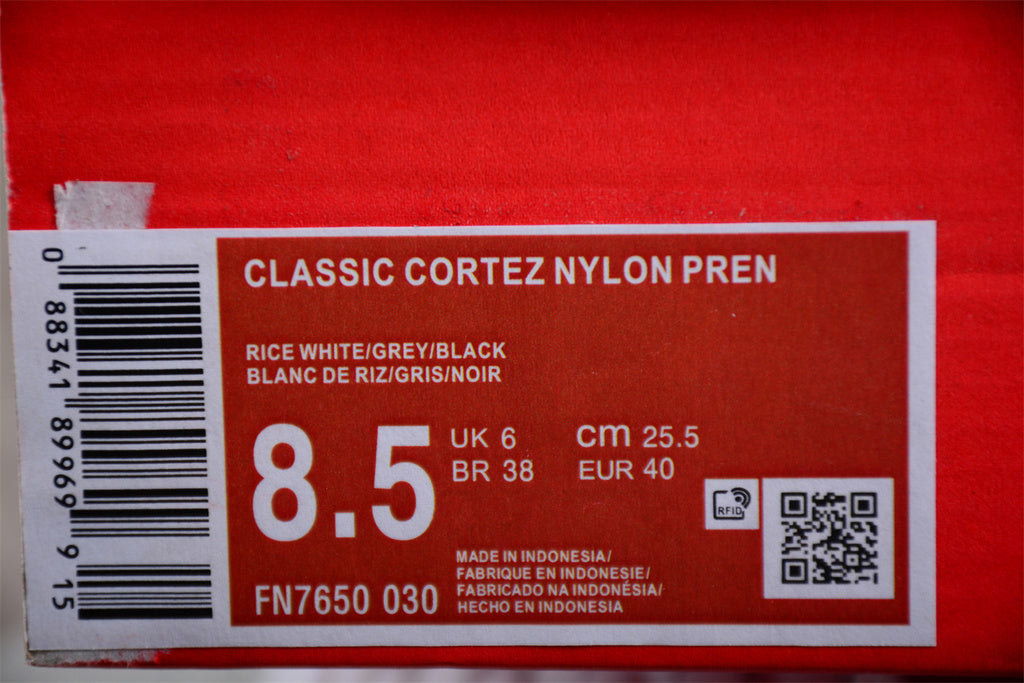 CLASSIC CORTEZ NYLON PREN
RICE WHITE/GREY/BLACK
BLANC DE RIZ/GRIS/NOIR
8.5
UK 6 cm 25.5
BR 38 EUR 40
RFID
MADE IN INDONESIA/
FABRIQUE EN INDONESIE/
FABRICADO NA INDONÉSIA/
HECHO EN INDONESIA
FN7650 030
0 88341 89969 9 15